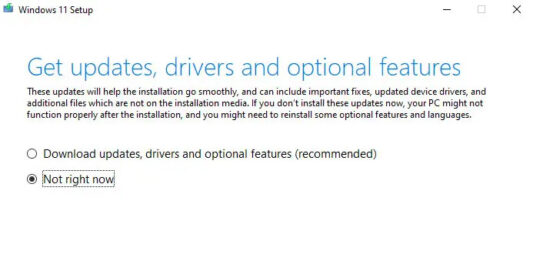 Windows 11 Setup
Get updates, drivers and optional features
These updates will help the installation go smoothly, and can include important fixes, updated device drivers, and
additional files which are not on the installation media. If you don't install these updates now, your PC might not
function properly after the installation, and you might need to reinstall some optional features and languages.
Download updates, drivers and optional features (recommended)
Not right now